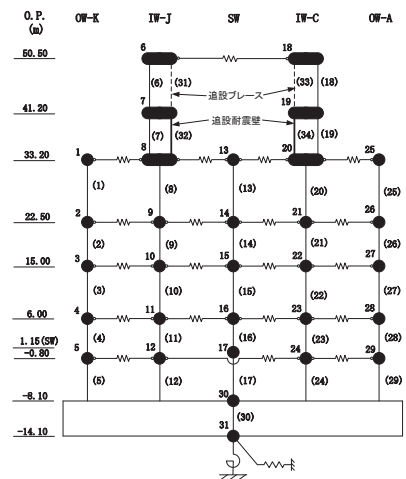 O.P. OW-K IW-J SW IW-C OW-A
(m)
50.50 6 18
(6) (31) (33) (18)
追設ブレース
41.20 7 19
追設耐震壁
(7) (32) (34) (19)
33.20 1 8 13 20 25
(1) (8) (13) (20) (25)
22.50 2 9 14 21 26
(2) (9) (14) (21) (26)
15.00 3 10 15 22 27
(3) (10) (15) (22) (27)
6.00 4 11 16 23 28
(4) (11) (16) (23) (28)
1.15(SW) 17
-0.80 5 12 24 29
(5) (12) (17) (24) (29)
-8.10 30
(30)
-14.10 31